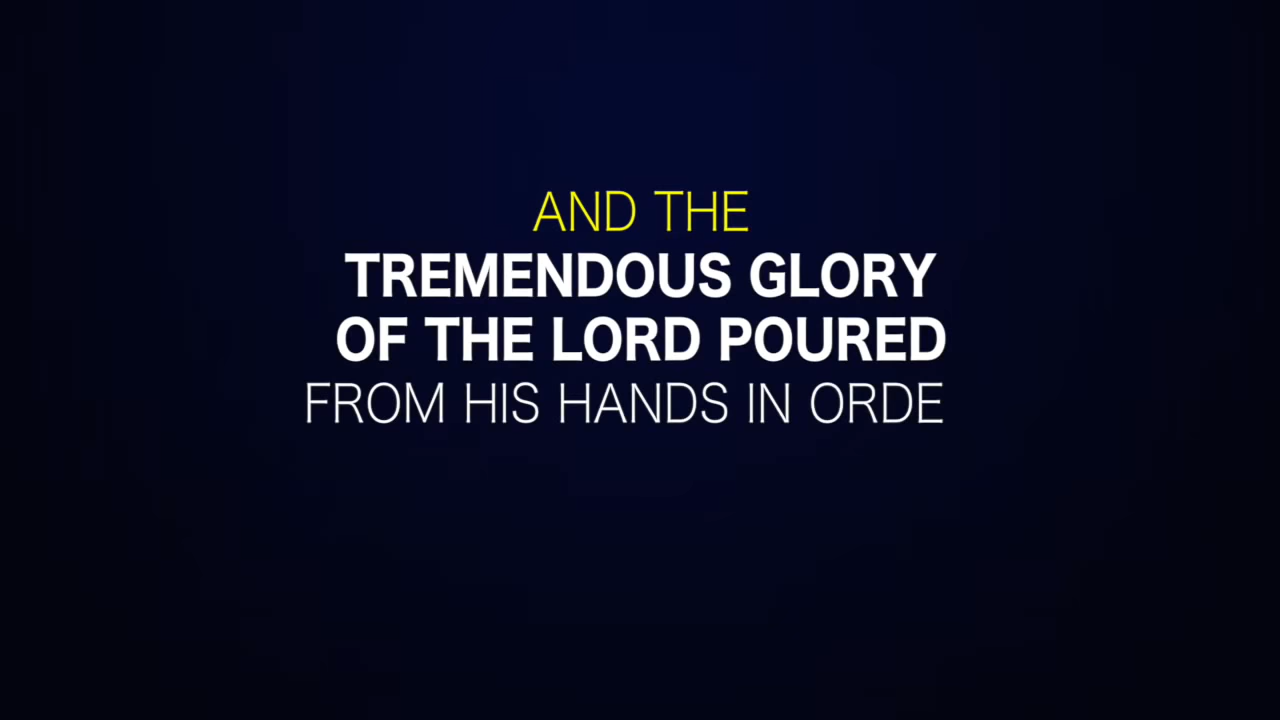 AND THE
TREMENDOUS GLORY
OF THE LORD POURED
FROM HIS HANDS IN ORDE